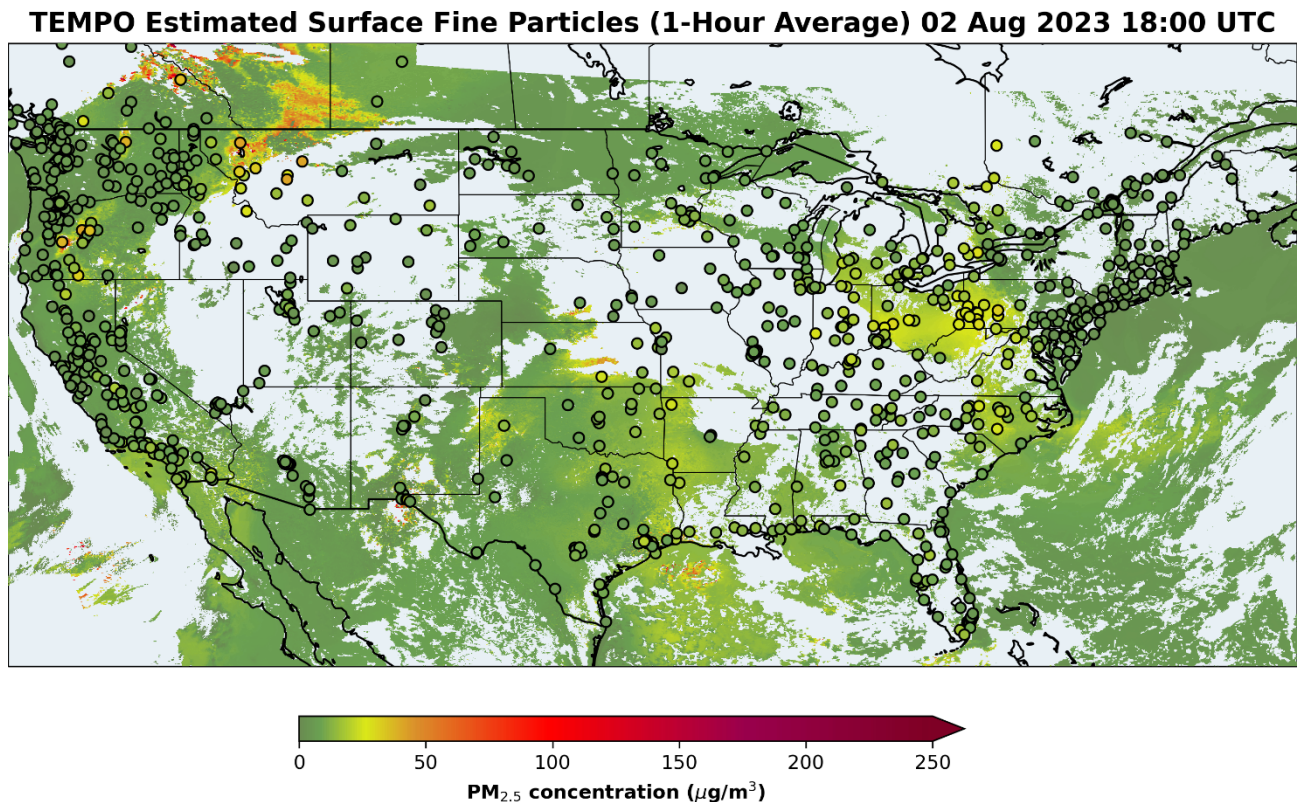 TEMPO Estimated Surface Fine Particles (1-Hour Average) 02 Aug 2023 18:00 UTC
0 50 100 150 200 250
PM₂.₅ concentration (μg/m³)